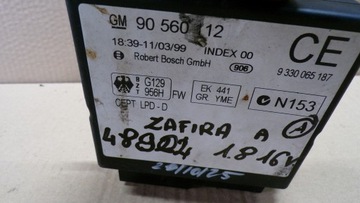 GM 90 560 112
18:39-11/03/99 INDEX 00
Robert Bosch GmbH 906
CE
9 330 065 187
BZT G129 956H FW
EK 441
GR YME
N153
CEPT LPD - D
ZAFIRA A A
1.8 16V